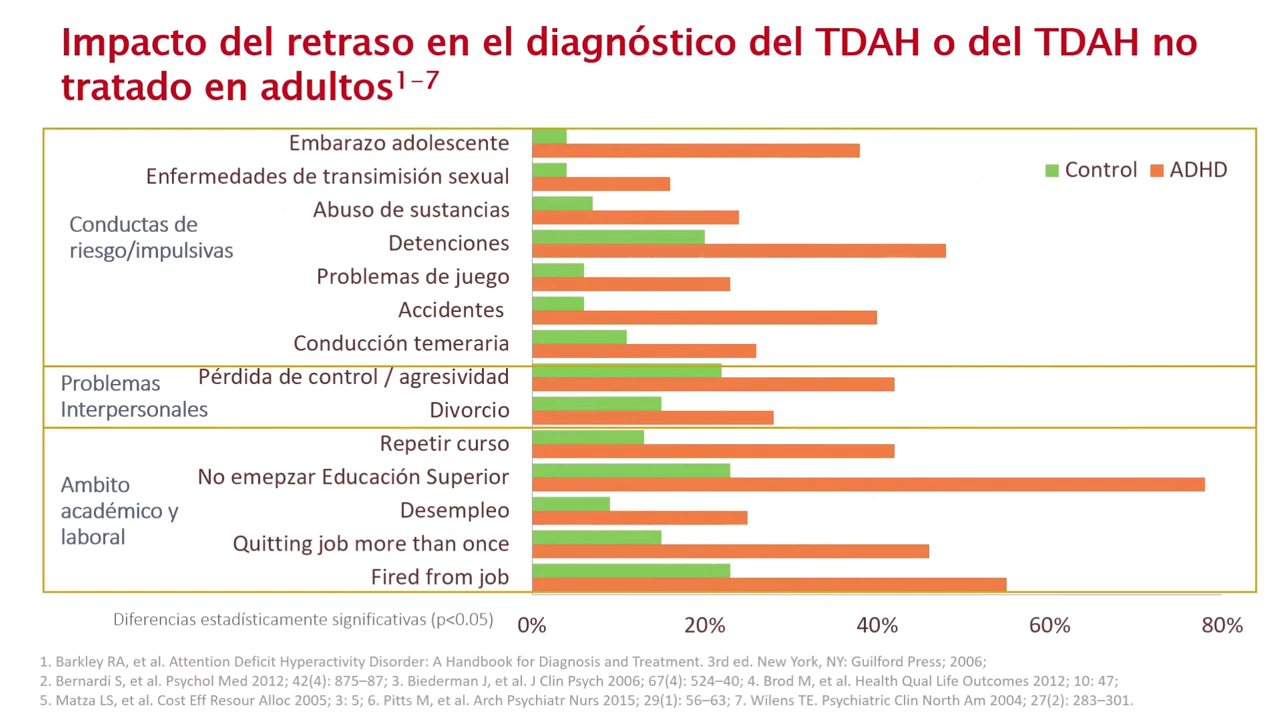 Impacto del retraso en el diagnóstico del TDAH o del TDAH no
tratado en adultos¹⁻⁷
Control ADHD
Conductas de
riesgo/impulsivas
Embarazo adolescente
Enfermedades de transimisión sexual
Abuso de sustancias
Detenciones
Problemas de juego
Accidentes
Conducción temeraria
Problemas
Interpersonales
Pérdida de control / agresividad
Divorcio
Ambito
académico y
laboral
Repetir curso
No emepzar Educación Superior
Desempleo
Quitting job more than once
Fired from job
Diferencias estadísticamente significativas (p<0.05)
0% 20% 40% 60% 80%
1. Barkley RA, et al. Attention Deficit Hyperactivity Disorder: A Handbook for Diagnosis and Treatment. 3rd ed. New York, NY: Guilford Press; 2006;
2. Bernardi S, et al. Psychol Med 2012; 42(4): 875–87; 3. Biederman J, et al. J Clin Psych 2006; 67(4): 524–40; 4. Brod M, et al. Health Qual Life Outcomes 2012; 10: 47;
5. Matza LS, et al. Cost Eff Resour Alloc 2005; 3: 5; 6. Pitts M, et al. Arch Psychiatr Nurs 2015; 29(1): 56–63; 7. Wilens TE. Psychiatric Clin North Am 2004; 27(2): 283–301.